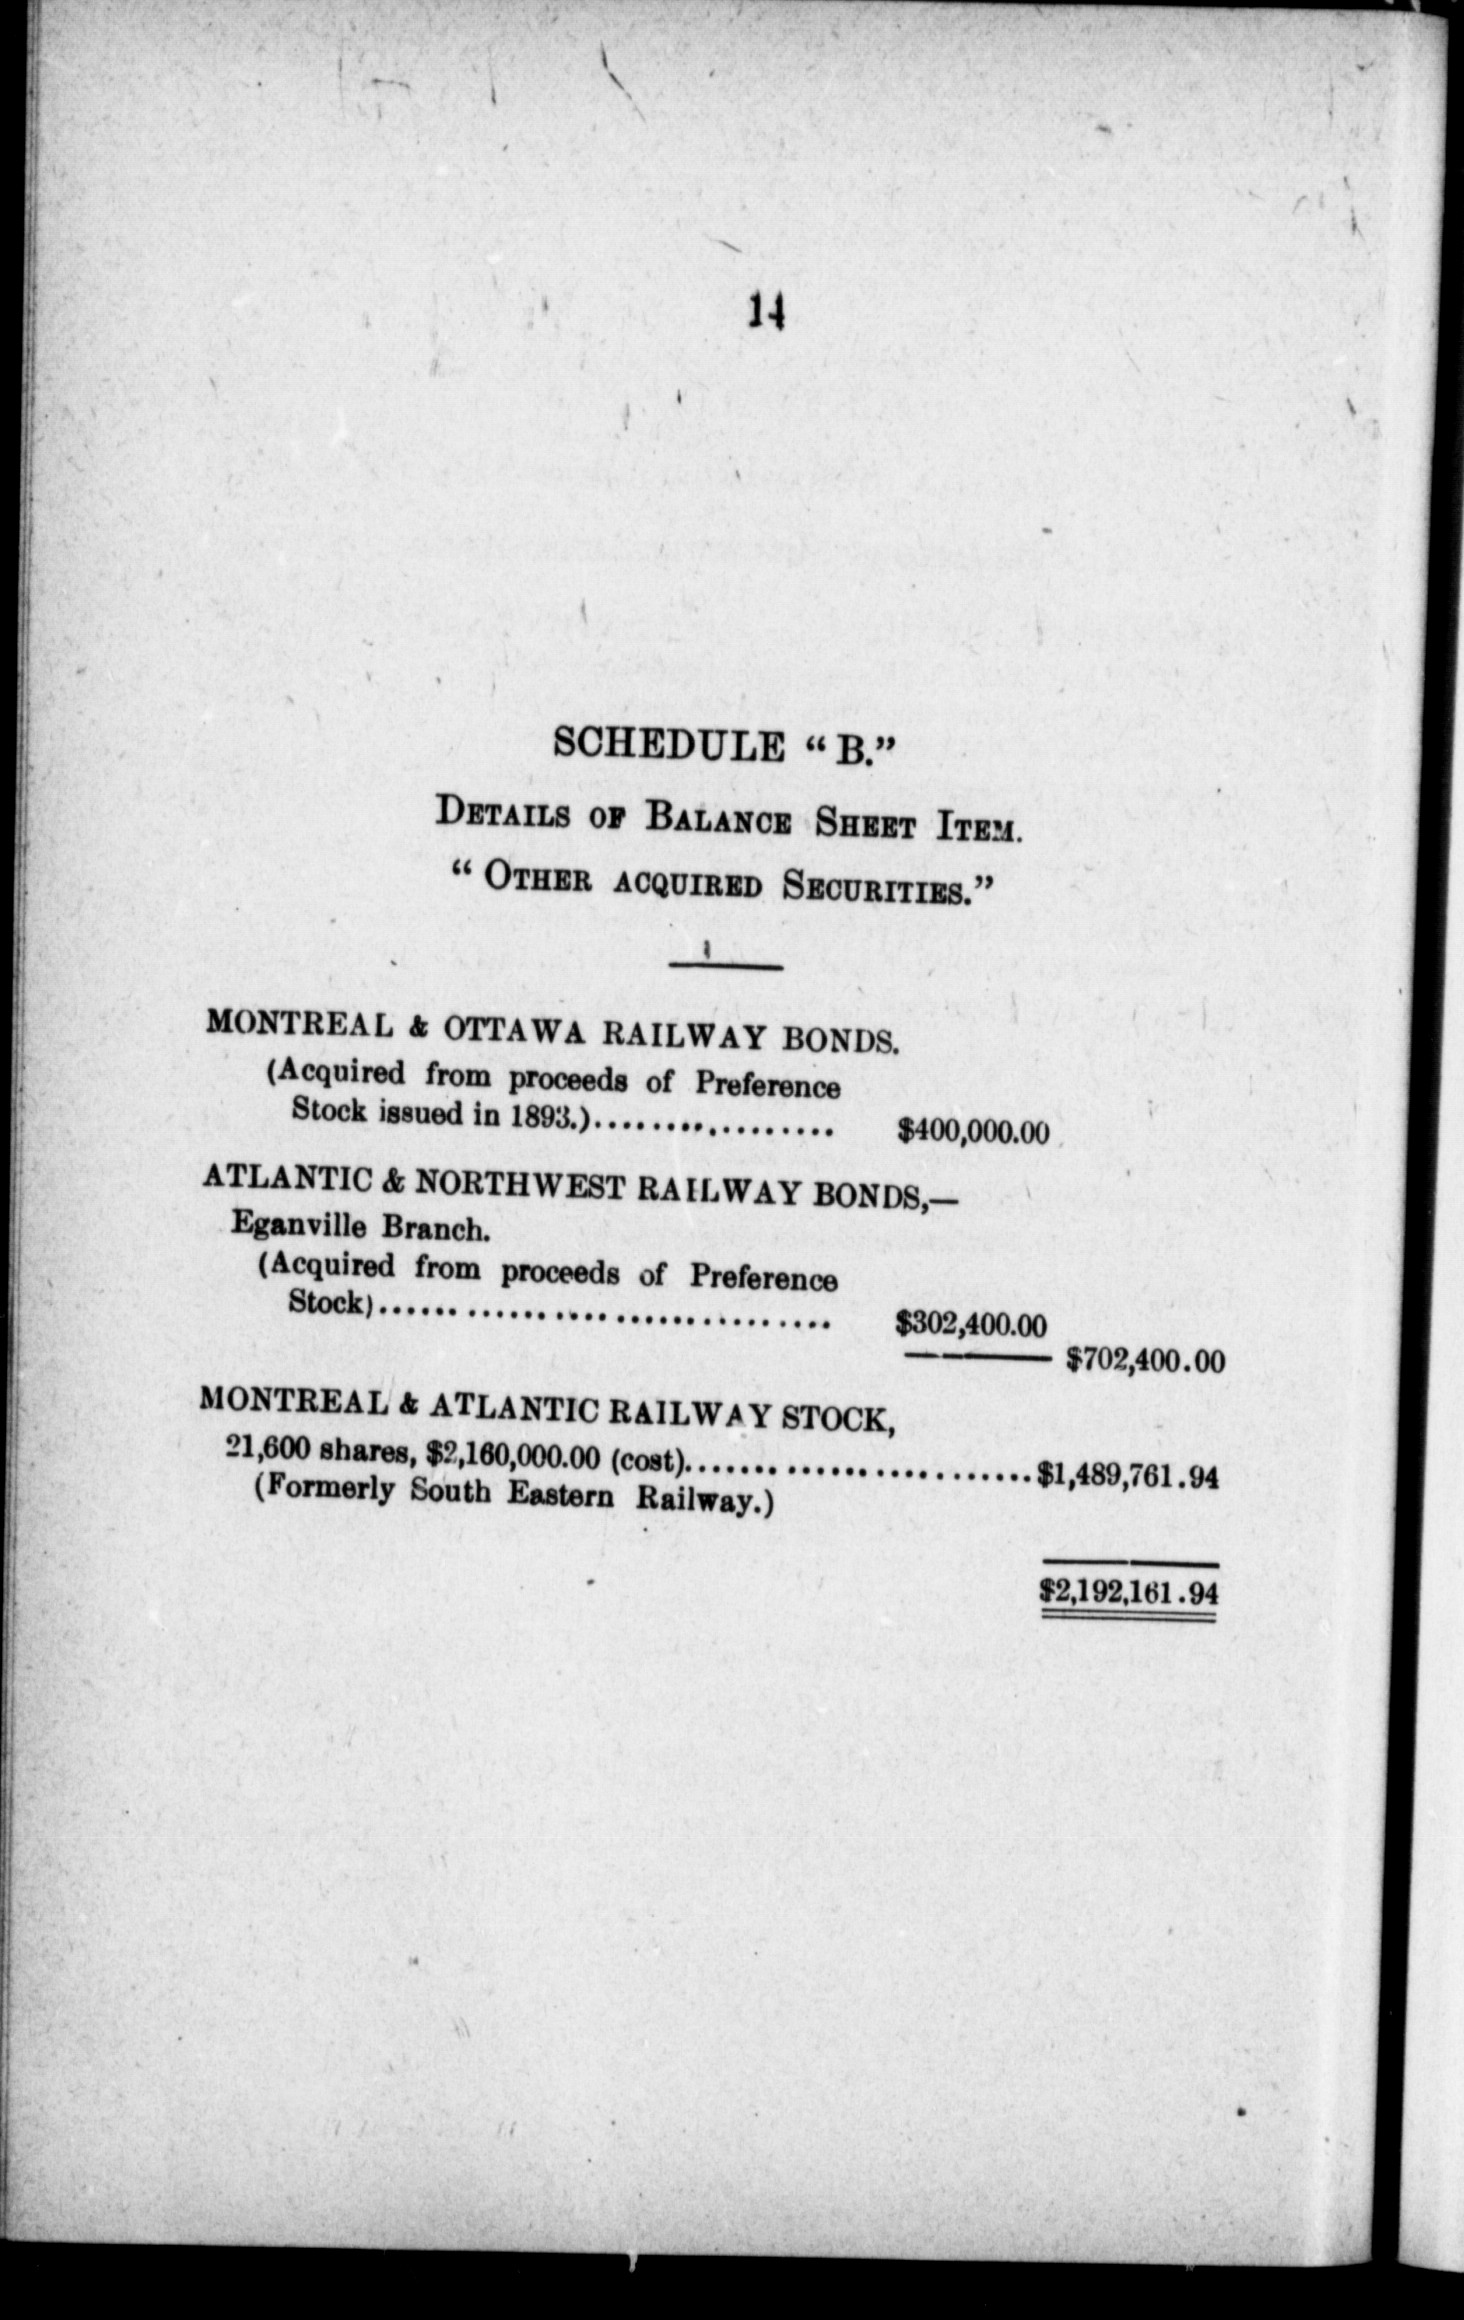 14
SCHEDULE “B.”
DETAILS OF BALANCE SHEET ITEM.
“OTHER ACQUIRED SECURITIES.”
MONTREAL & OTTAWA RAILWAY BONDS.
(Acquired from proceeds of Preference
Stock issued in 1893.)................. $400,000.00
ATLANTIC & NORTHWEST RAILWAY BONDS,—
Eganville Branch.
(Acquired from proceeds of Preference
Stock)................................ $302,400.00
$702,400.00
MONTREAL & ATLANTIC RAILWAY STOCK,
21,600 shares, $2,160,000.00 (cost).........................$1,489,761.94
(Formerly South Eastern Railway.)
$2,192,161.94